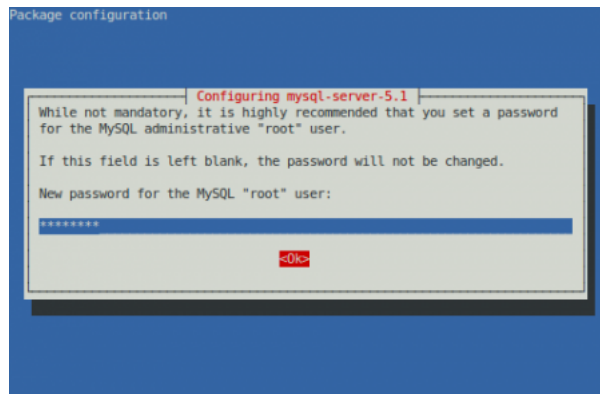 Package configuration
Configuring mysql-server-5.1
While not mandatory, it is highly recommended that you set a password
for the MySQL administrative "root" user.
If this field is left blank, the password will not be changed.
New password for the MySQL "root" user:
********
<Ok>